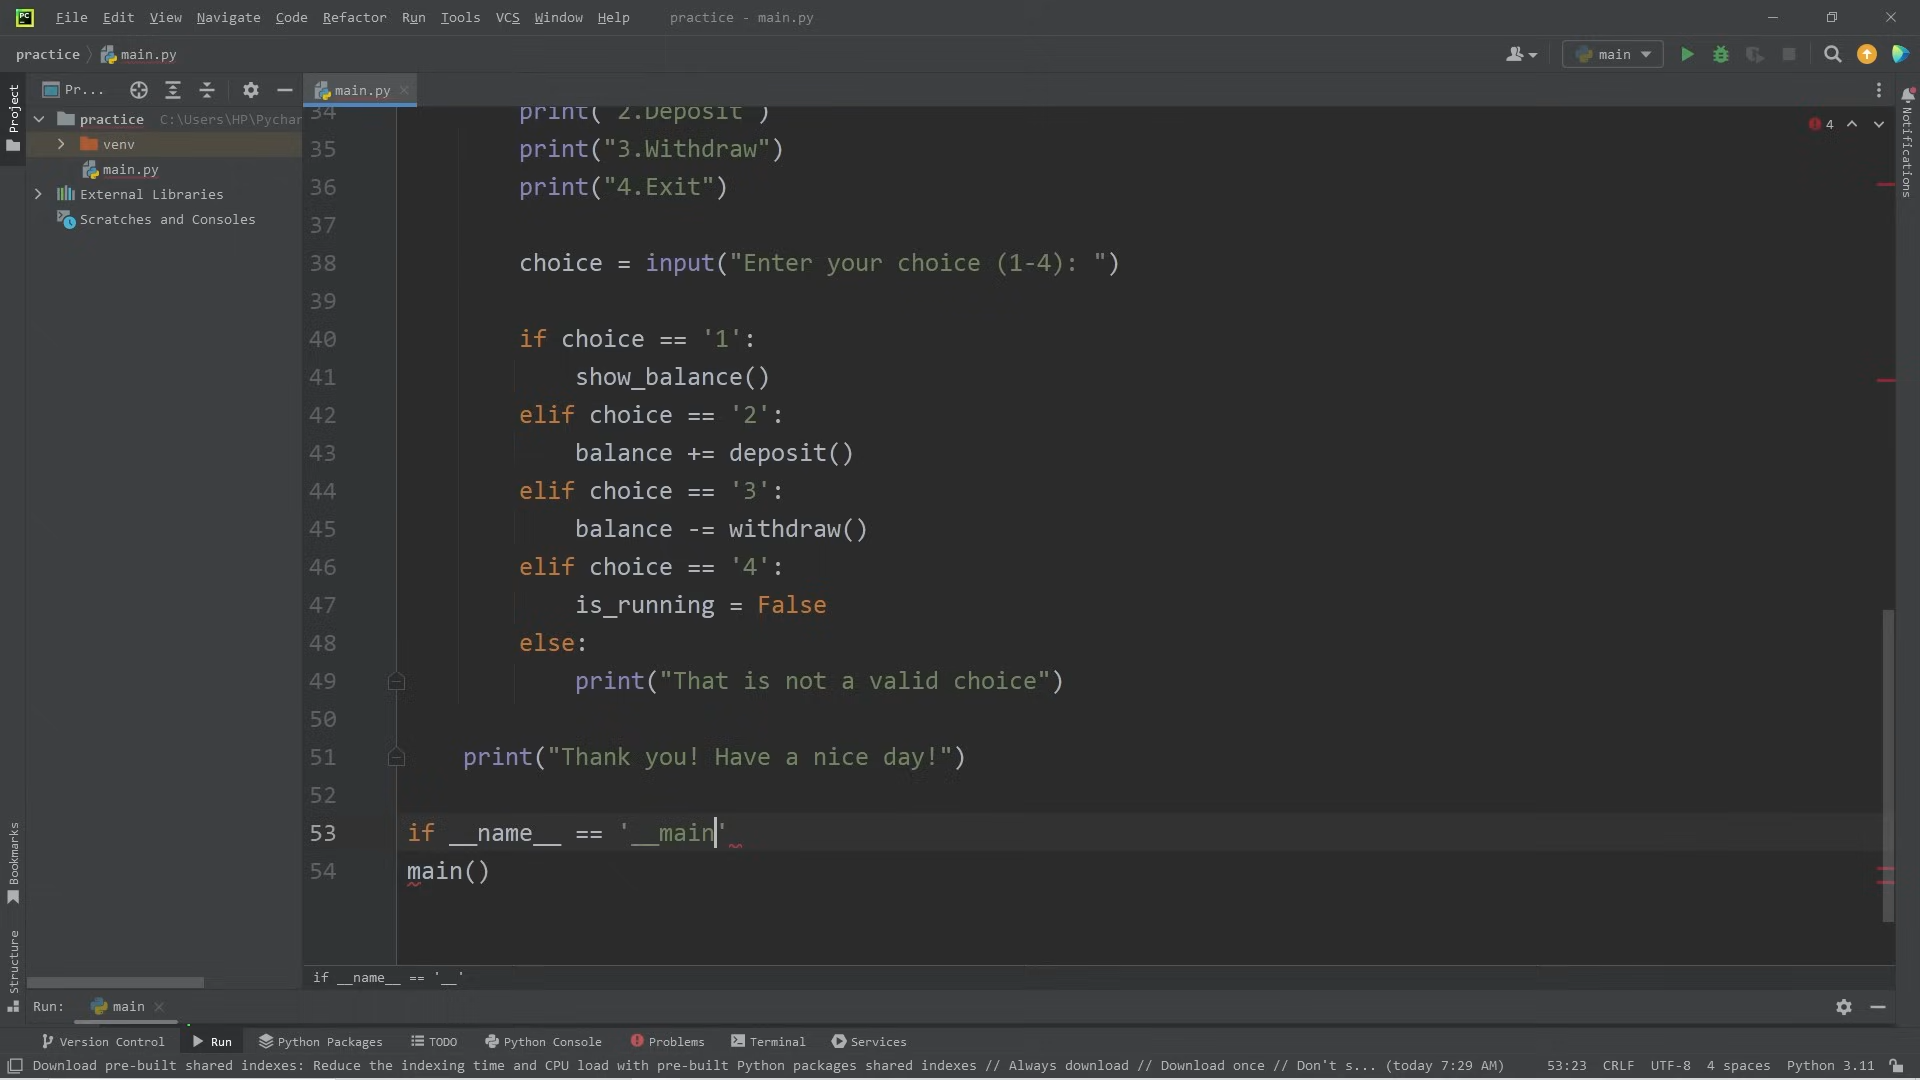 File Edit View Navigate Code Refactor Run Tools VCS Window Help practice - main.py
practice main.py main
Project Pr... main.py
practice C:\Users\HP\Pychar
venv
main.py
External Libraries
Scratches and Consoles
Notifications
4
34 print("2.Deposit")
35 print("3.Withdraw")
36 print("4.Exit")
37
38 choice = input("Enter your choice (1-4): ")
39
40 if choice == '1':
41 show_balance()
42 elif choice == '2':
43 balance += deposit()
44 elif choice == '3':
45 balance -= withdraw()
46 elif choice == '4':
47 is_running = False
48 else:
49 print("That is not a valid choice")
50
51 print("Thank you! Have a nice day!")
52
53 if __name__ == '__main'
54 main()
Bookmarks
Structure
if __name__ == '__'
Run: main
Version Control Run Python Packages TODO Python Console Problems Terminal Services
Download pre-built shared indexes: Reduce the indexing time and CPU load with pre-built Python packages shared indexes // Always download // Download once // Don't s... (today 7:29 AM) 53:23 CRLF UTF-8 4 spaces Python 3.11